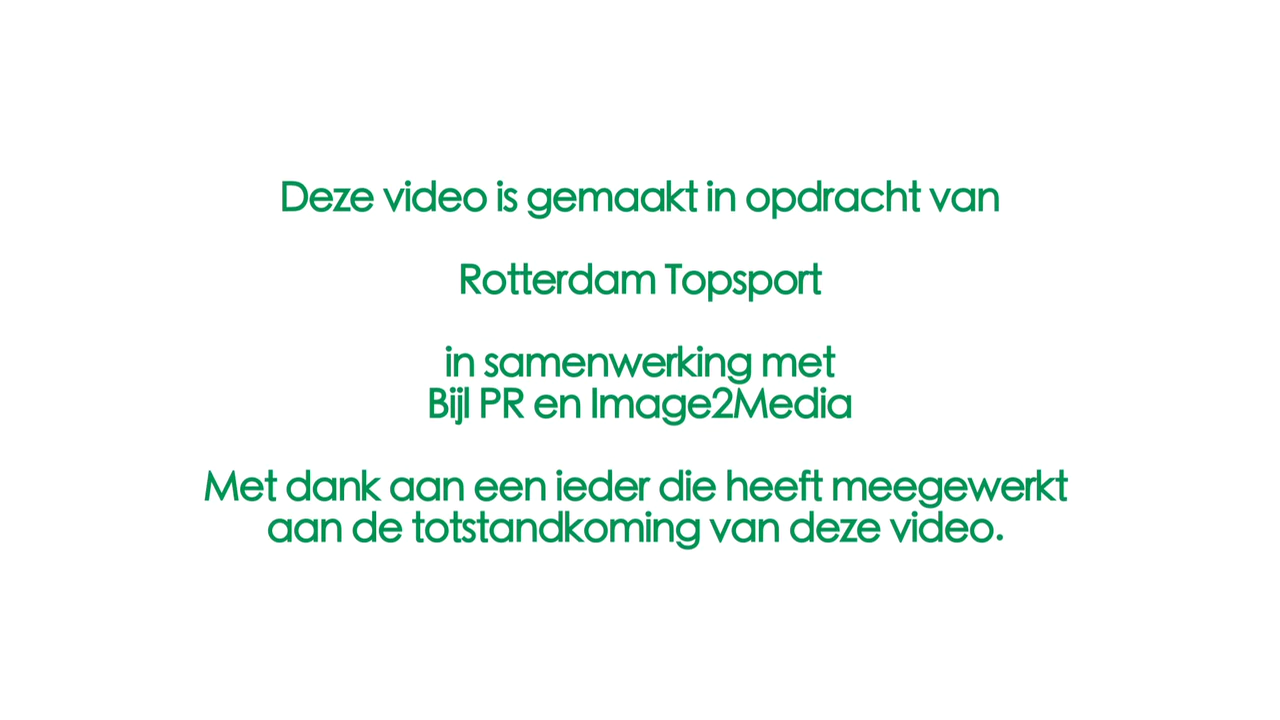 Deze video is gemaakt in opdracht van
Rotterdam Topsport
in samenwerking met
Bijl PR en Image2Media
Met dank aan een ieder die heeft meegewerkt
aan de totstandkoming van deze video.